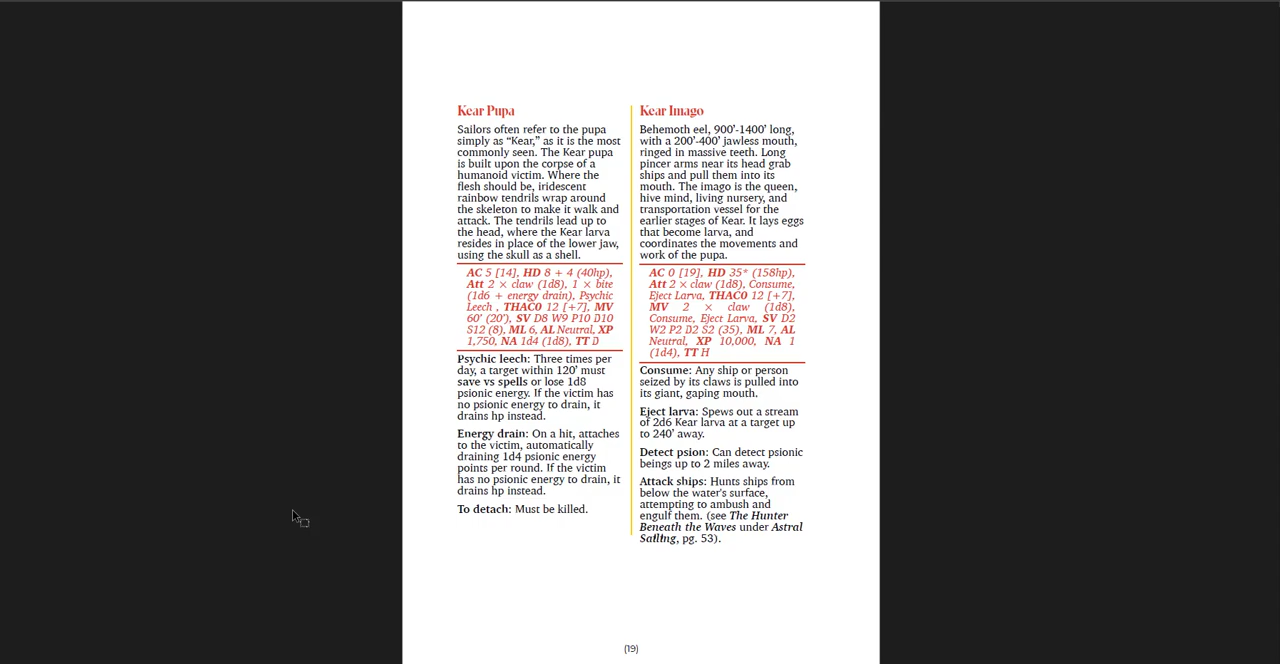 Kear Pupa
Sailors often refer to the pupa
simply as “Kear,” as it is the most
commonly seen. The Kear pupa
is built upon the corpse of a
humanoid victim. Where the
flesh should be, iridescent
rainbow tendrils wrap around
the skeleton to make it walk and
attack. The tendrils lead up to
the head, where the Kear larva
resides in place of the lower jaw,
using the skull as a shell.
AC 5 [14], HD 8 + 4 (40hp),
Att 2 × claw (1d8), 1 × bite
(1d6 + energy drain), Psychic
Leech , THAC0 12 [+7], MV
60’ (20’), SV D8 W9 P10 D10
S12 (8), ML 6, AL Neutral, XP
1,750, NA 1d4 (1d8), TT D
Psychic leech: Three times per
day, a target within 120’ must
save vs spells or lose 1d8
psionic energy. If the victim has
no psionic energy to drain, it
drains hp instead.
Energy drain: On a hit, attaches
to the victim, automatically
draining 1d4 psionic energy
points per round. If the victim
has no psionic energy to drain, it
drains hp instead.
To detach: Must be killed.
Kear Imago
Behemoth eel, 900’-1400’ long,
with a 200’-400’ jawless mouth,
ringed in massive teeth. Long
pincer arms near its head grab
ships and pull them into its
mouth. The imago is the queen,
hive mind, living nursery, and
transportation vessel for the
earlier stages of Kear. It lays eggs
that become larva, and
coordinates the movements and
work of the pupa.
AC 0 [19], HD 35* (158hp),
Att 2 × claw (1d8), Consume,
Eject Larva, THAC0 12 [+7],
MV 2 × claw (1d8),
Consume, Eject Larva, SV D2
W2 P2 D2 S2 (35), ML 7, AL
Neutral, XP 10,000, NA 1
(1d4), TT H
Consume: Any ship or person
seized by its claws is pulled into
its giant, gaping mouth.
Eject larva: Spews out a stream
of 2d6 Kear larva at a target up
to 240’ away.
Detect psion: Can detect psionic
beings up to 2 miles away.
Attack ships: Hunts ships from
below the water's surface,
attempting to ambush and
engulf them. (see The Hunter
Beneath the Waves under Astral
Sailing, pg. 53).
(19)